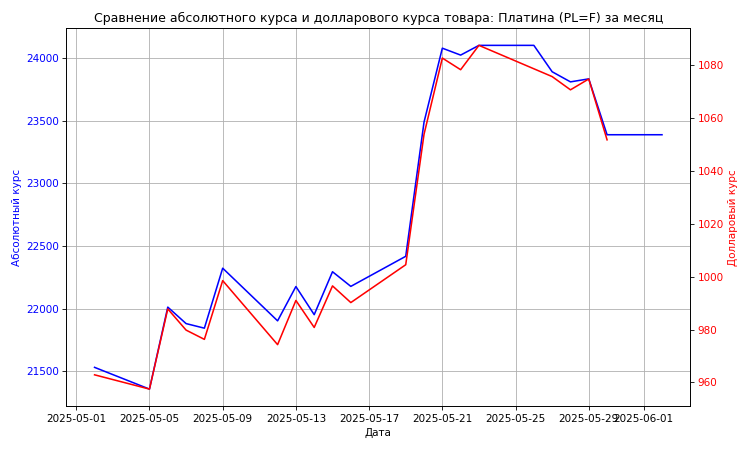 Сравнение абсолютного курса и долларового курса товара: Платина (PL=F) за месяц
Абсолютный курс
24000
23500
23000
22500
22000
21500
1080
1060
1040
1020
1000
980
960
Долларовый курс
2025-05-01 2025-05-05 2025-05-09 2025-05-13 2025-05-17 2025-05-21 2025-05-25 2025-05-29 2025-06-01
Дата